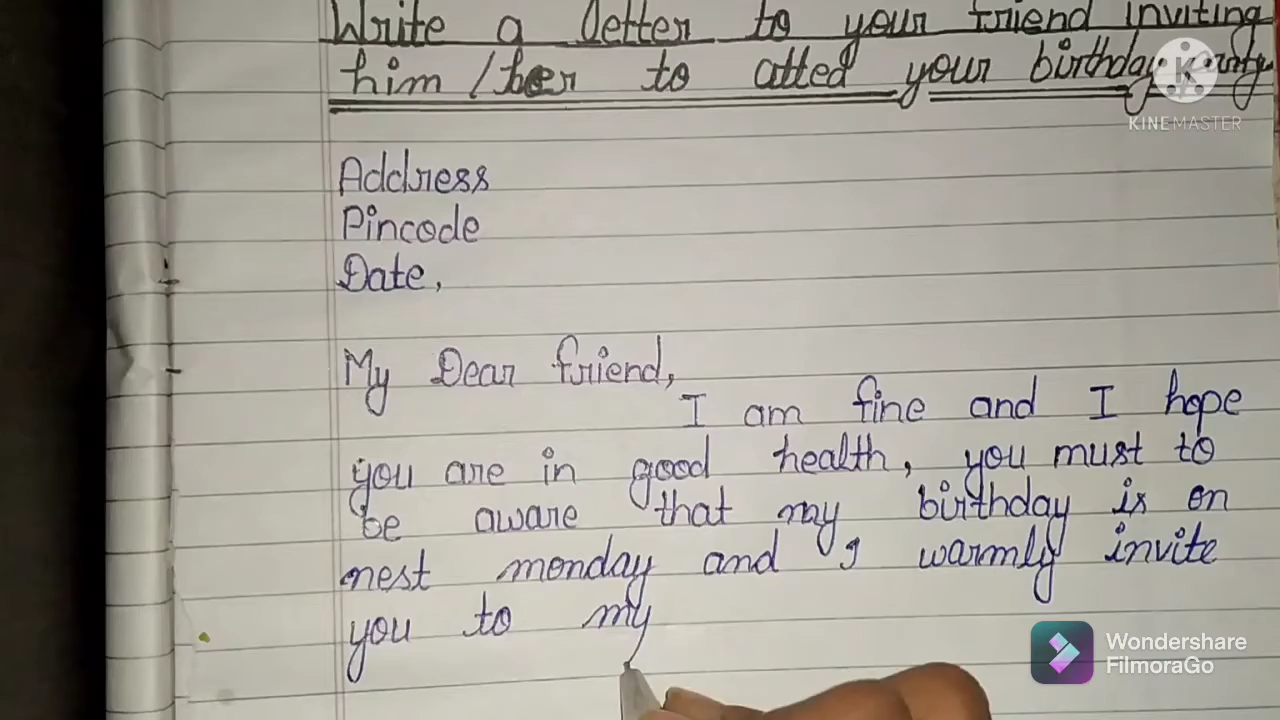 Write a letter to your friend inviting
him / her to atted your birthday party
KINEMASTER
Address
Pincode
Date,
My Dear friend,
I am fine and I hope
you are in good health, you must to
be aware that my birthday is on
nest monday and I warmly invite
you to my
Wondershare
FilmoraGo